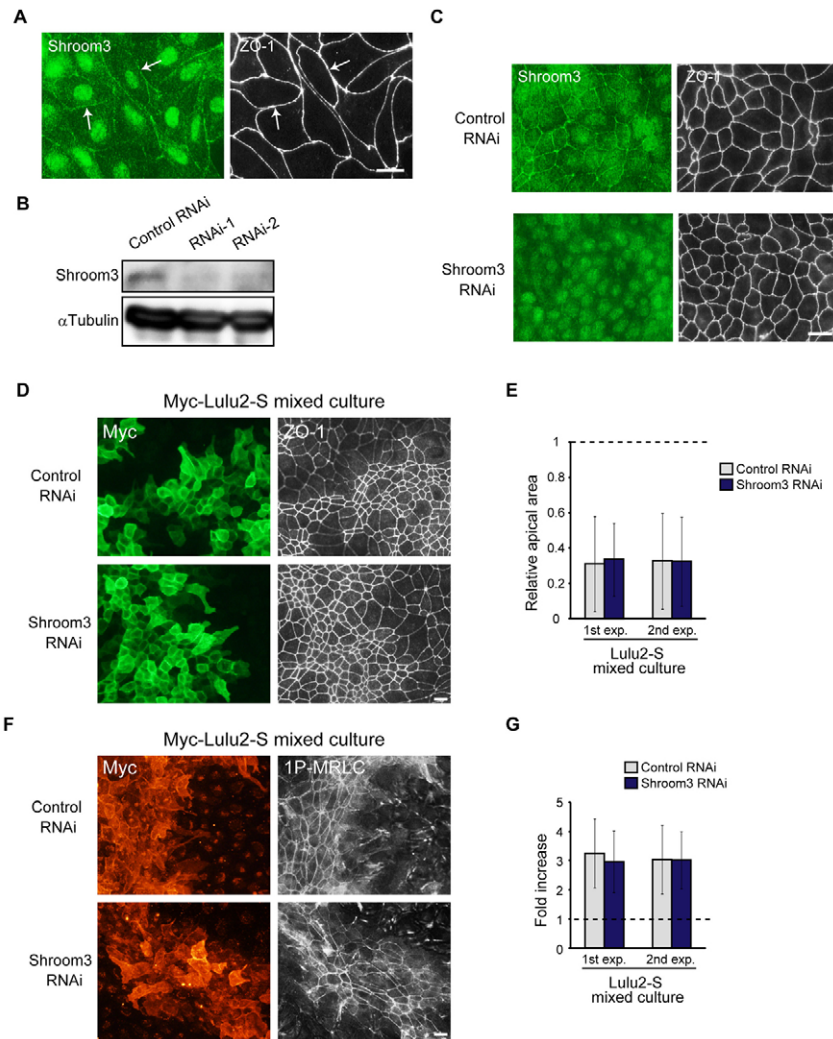 A
Shroom3
ZO-1
B
Control RNAi
RNAi-1
RNAi-2
Shroom3
αTubulin
C
Shroom3
ZO-1
Control
RNAi
Shroom3
RNAi
D
Myc-Lulu2-S mixed culture
Myc
ZO-1
Control
RNAi
Shroom3
RNAi
E
Relative apical area
1
0.8
0.6
0.4
0.2
0
Control RNAi
Shroom3 RNAi
1st exp.
2nd exp.
Lulu2-S
mixed culture
F
Myc-Lulu2-S mixed culture
Myc
1P-MRLC
Control
RNAi
Shroom3
RNAi
G
Control RNAi
Shroom3 RNAi
Fold increase
5
4
3
2
1
0
1st exp.
2nd exp.
Lulu2-S
mixed culture